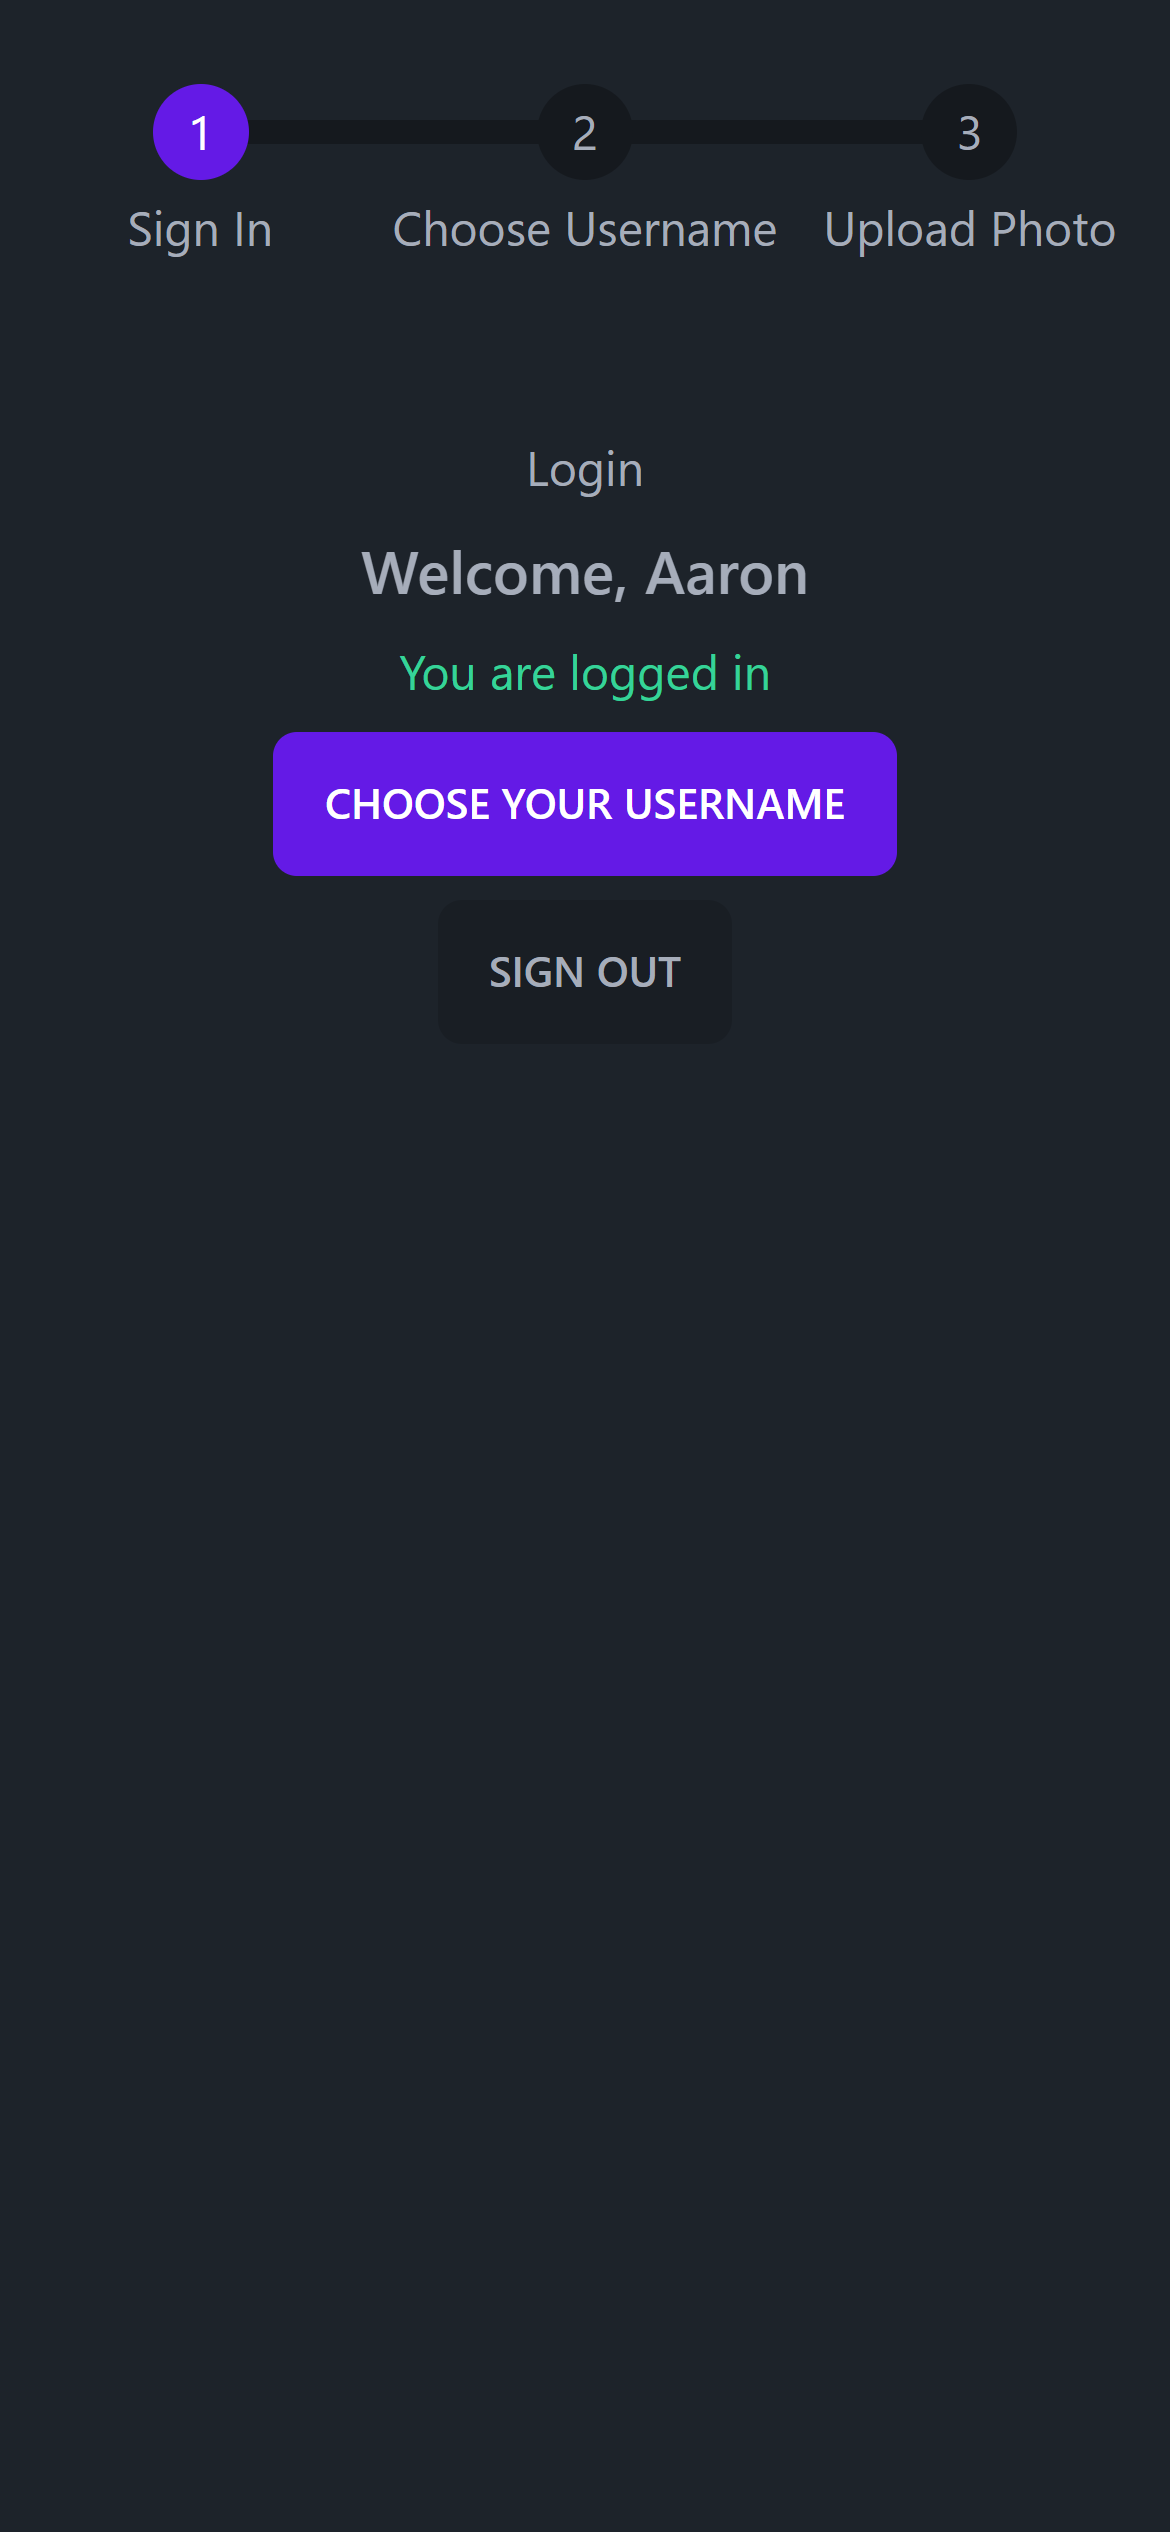 1 2 3
Sign In Choose Username Upload Photo
Login
Welcome, Aaron
You are logged in
CHOOSE YOUR USERNAME
SIGN OUT